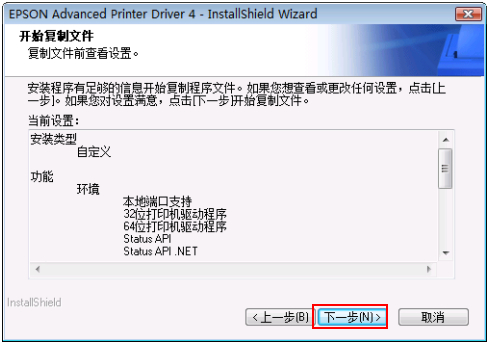 EPSON Advanced Printer Driver 4 - InstallShield Wizard
开始复制文件
复制文件前查看设置。
安装程序有足够的信息开始复制程序文件。如果您想查看或更改任何设置，点击[上
一步]。如果您对设置满意，点击[下一步]开始复制文件。
当前设置：
安装类型
自定义
功能
环境
本地端口支持
32位打印机驱动程序
64位打印机驱动程序
Status API
Status API .NET
InstallShield
<上一步(B)
下一步(N)>
取消